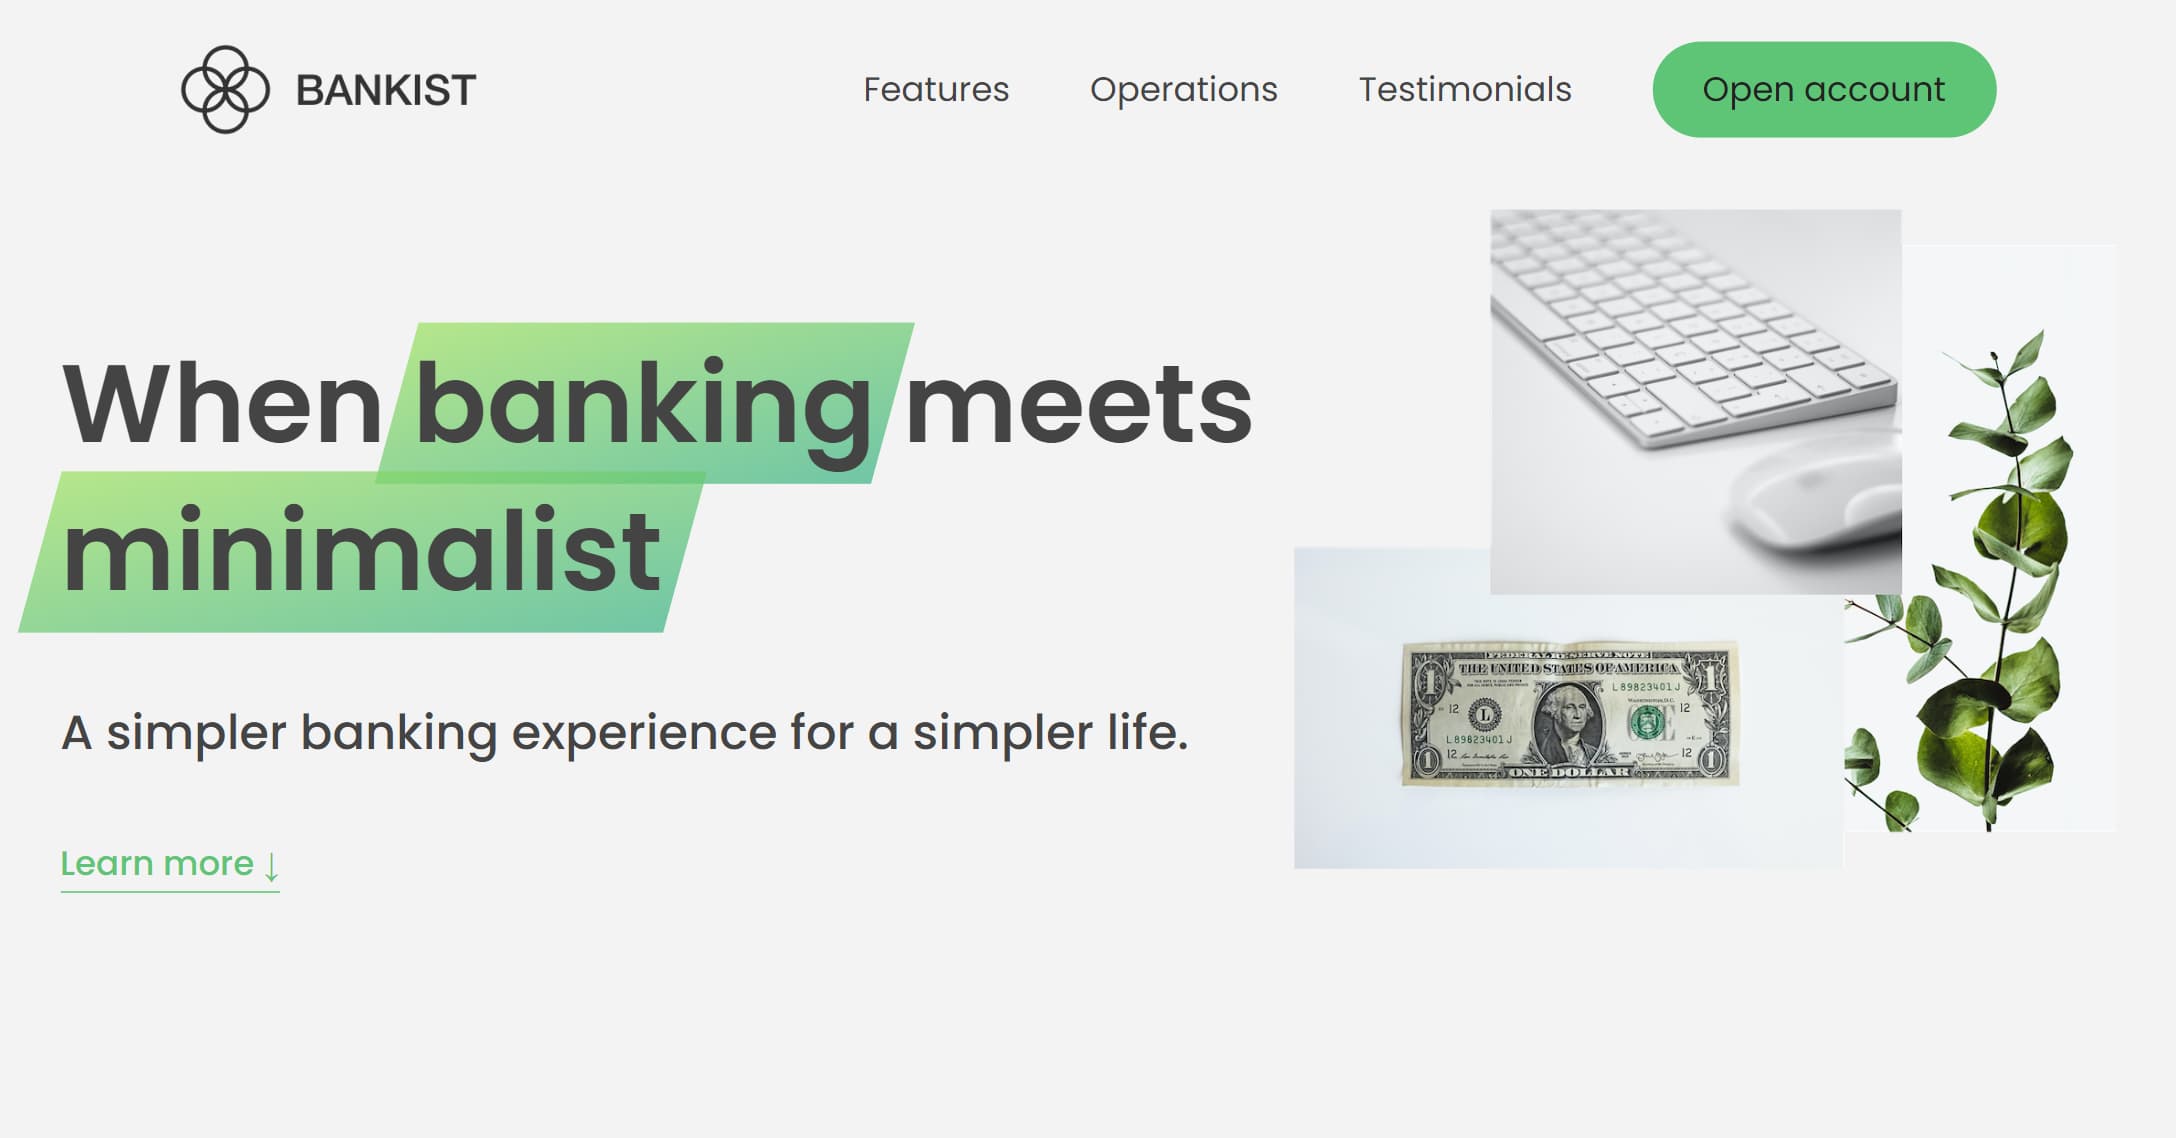 BANKIST
Features
Operations
Testimonials
Open account
When banking meets
minimalist
A simpler banking experience for a simpler life.
Learn more ↓
FEDERAL RESERVE NOTE
THE UNITED STATES OF AMERICA
L 89823401 J
WASHINGTON, D.C.
12
12
L
L 89823401 J
12
12
1
1
1
1
ONE DOLLAR